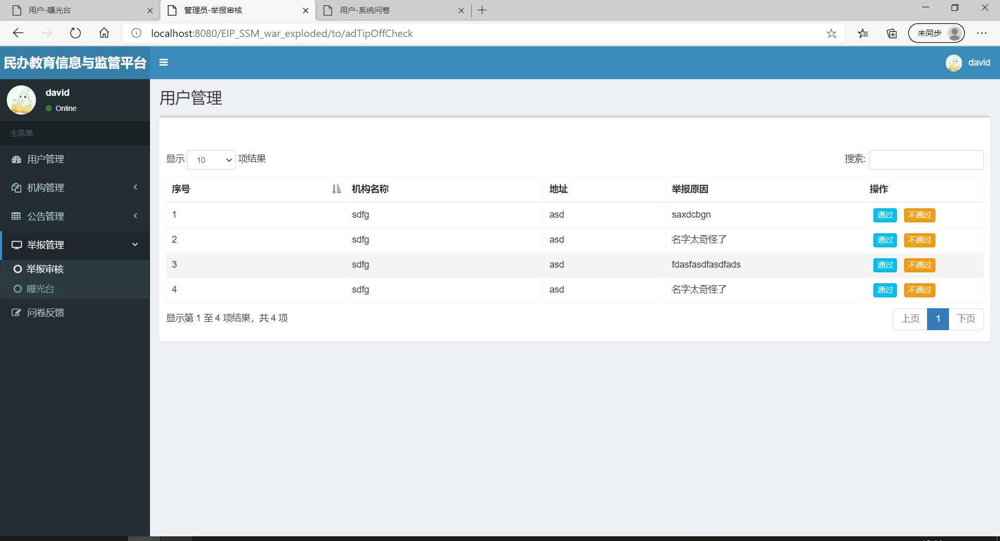 用户-曝光台
管理员-举报审核
用户-系统问卷
localhost:8080/EIP_SSM_war_exploded/to/adTipOffCheck
未同步
民办教育信息与监管平台
david
david
Online
主菜单
用户管理
机构管理
公告管理
举报管理
举报审核
曝光台
问卷反馈
用户管理
显示 10 项结果
搜索:
序号 机构名称 地址 举报原因 操作
1 sdfg asd saxdcbgn 通过 不通过
2 sdfg asd 名字太奇怪了 通过 不通过
3 sdfg asd fdasfasdfasdfads 通过 不通过
4 sdfg asd 名字太奇怪了 通过 不通过
显示第 1 至 4 项结果，共 4 项
上页 1 下页